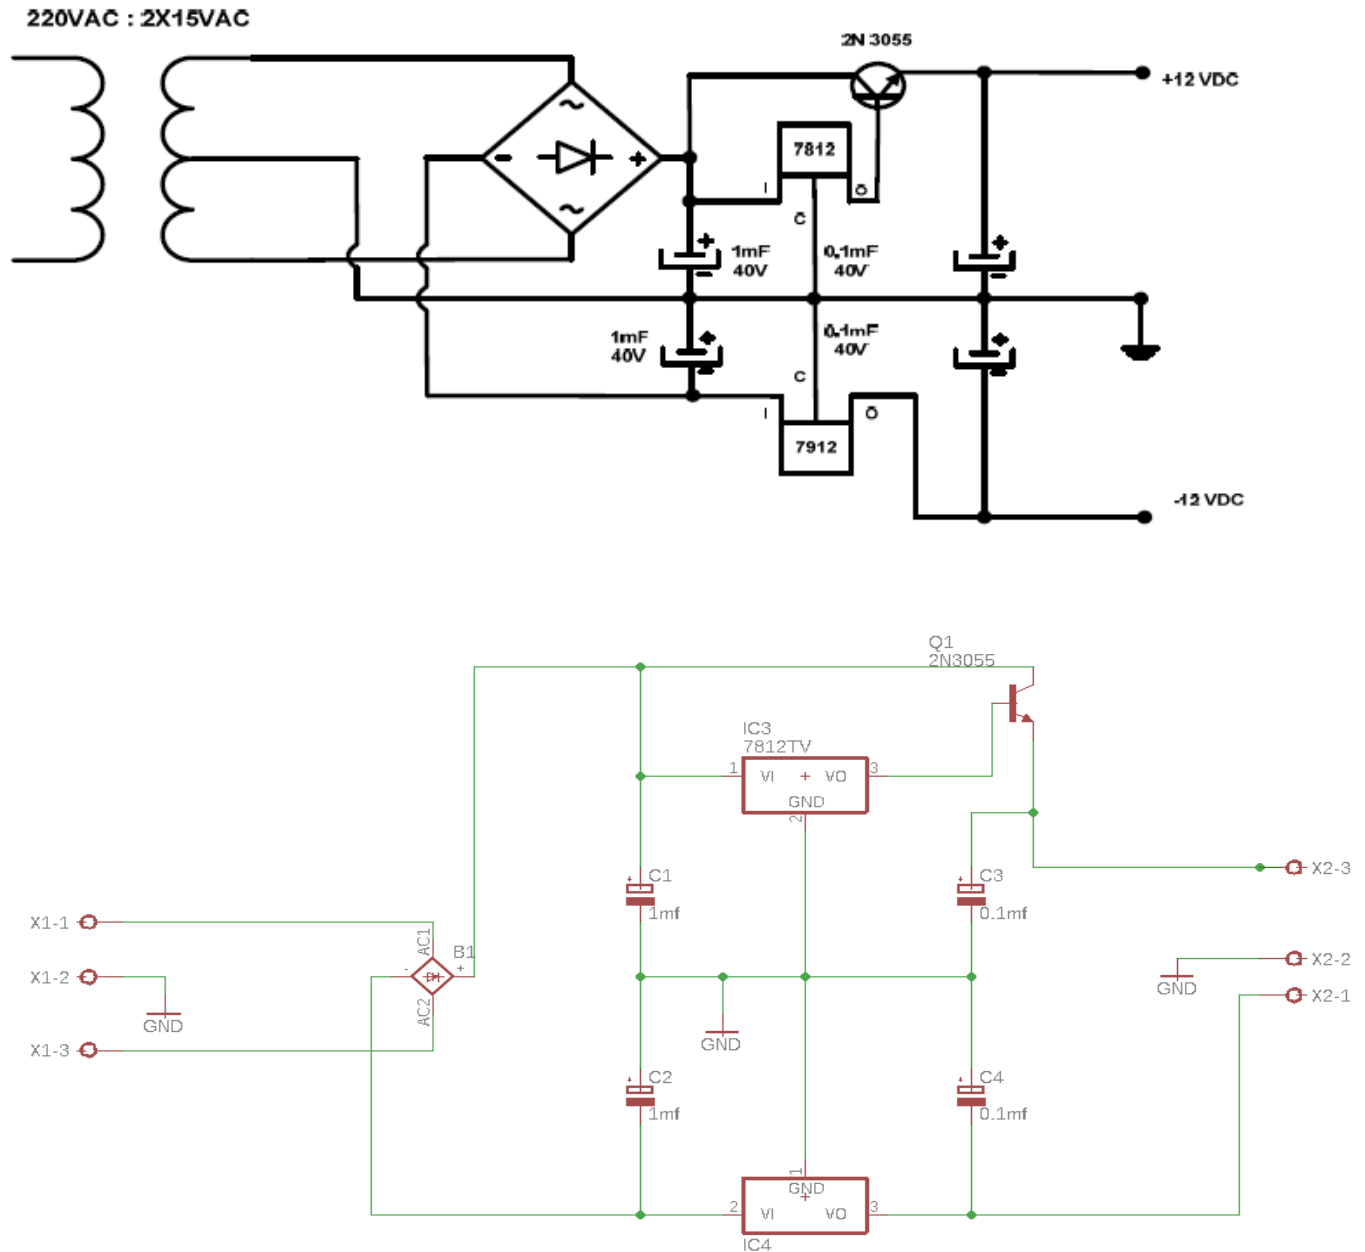 220VAC : 2X15VAC
2N 3055
+12 VDC
~
- +
~
7812
I
O
C
+
-
1mF
40V
0.1mF
40V
+
-
1mF
40V
+
-
0.1mF
40V
+
-
C
I
O
7912
-12 VDC
Q1
2N3055
IC3
7812TV
1
VI + VO
3
GND
2
C1
1mf
C3
0.1mf
X2-3
X1-1
AC1
B1
- +
X1-2
GND
AC2
X1-3
GND
X2-2
GND
X2-1
C2
1mf
C4
0.1mf
1
GND
2
VI + VO
3
IC4